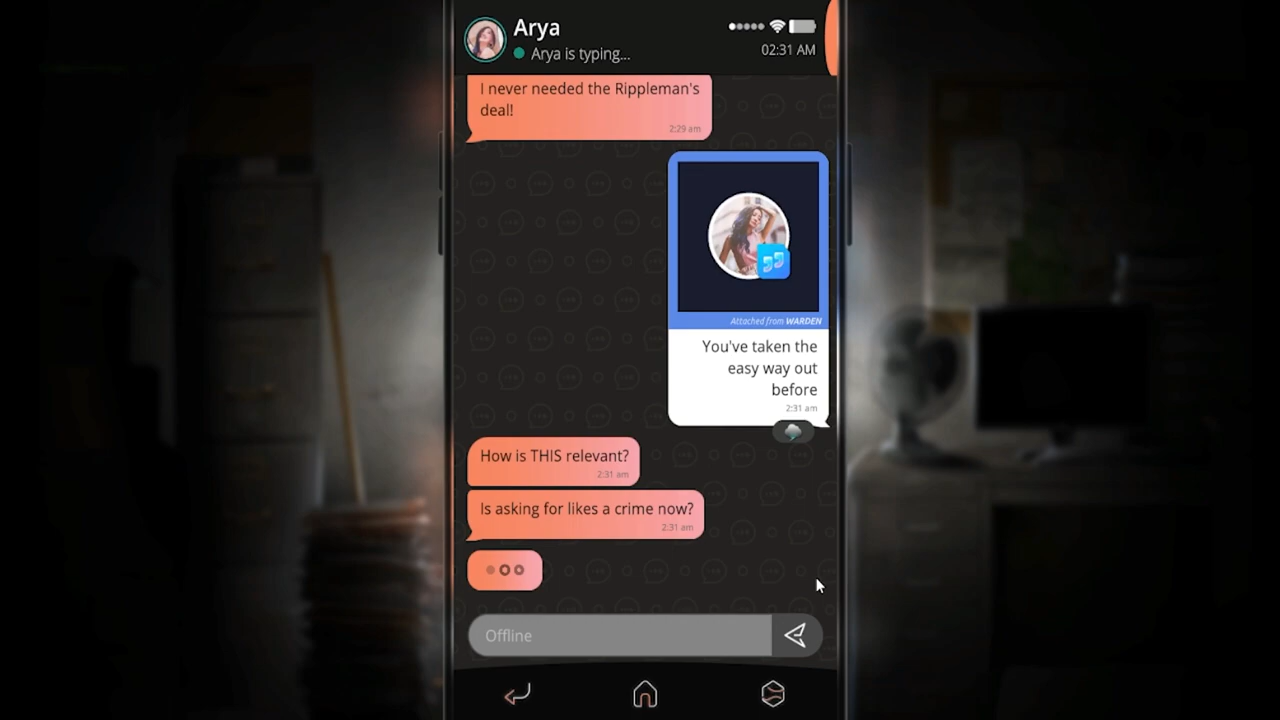 Arya
Arya is typing...
02:31 AM
I never needed the Rippleman's
deal!
2:29 am
Attached from WARDEN
You've taken the
easy way out
before
2:31 am
How is THIS relevant?
2:31 am
Is asking for likes a crime now?
2:31 am
Offline